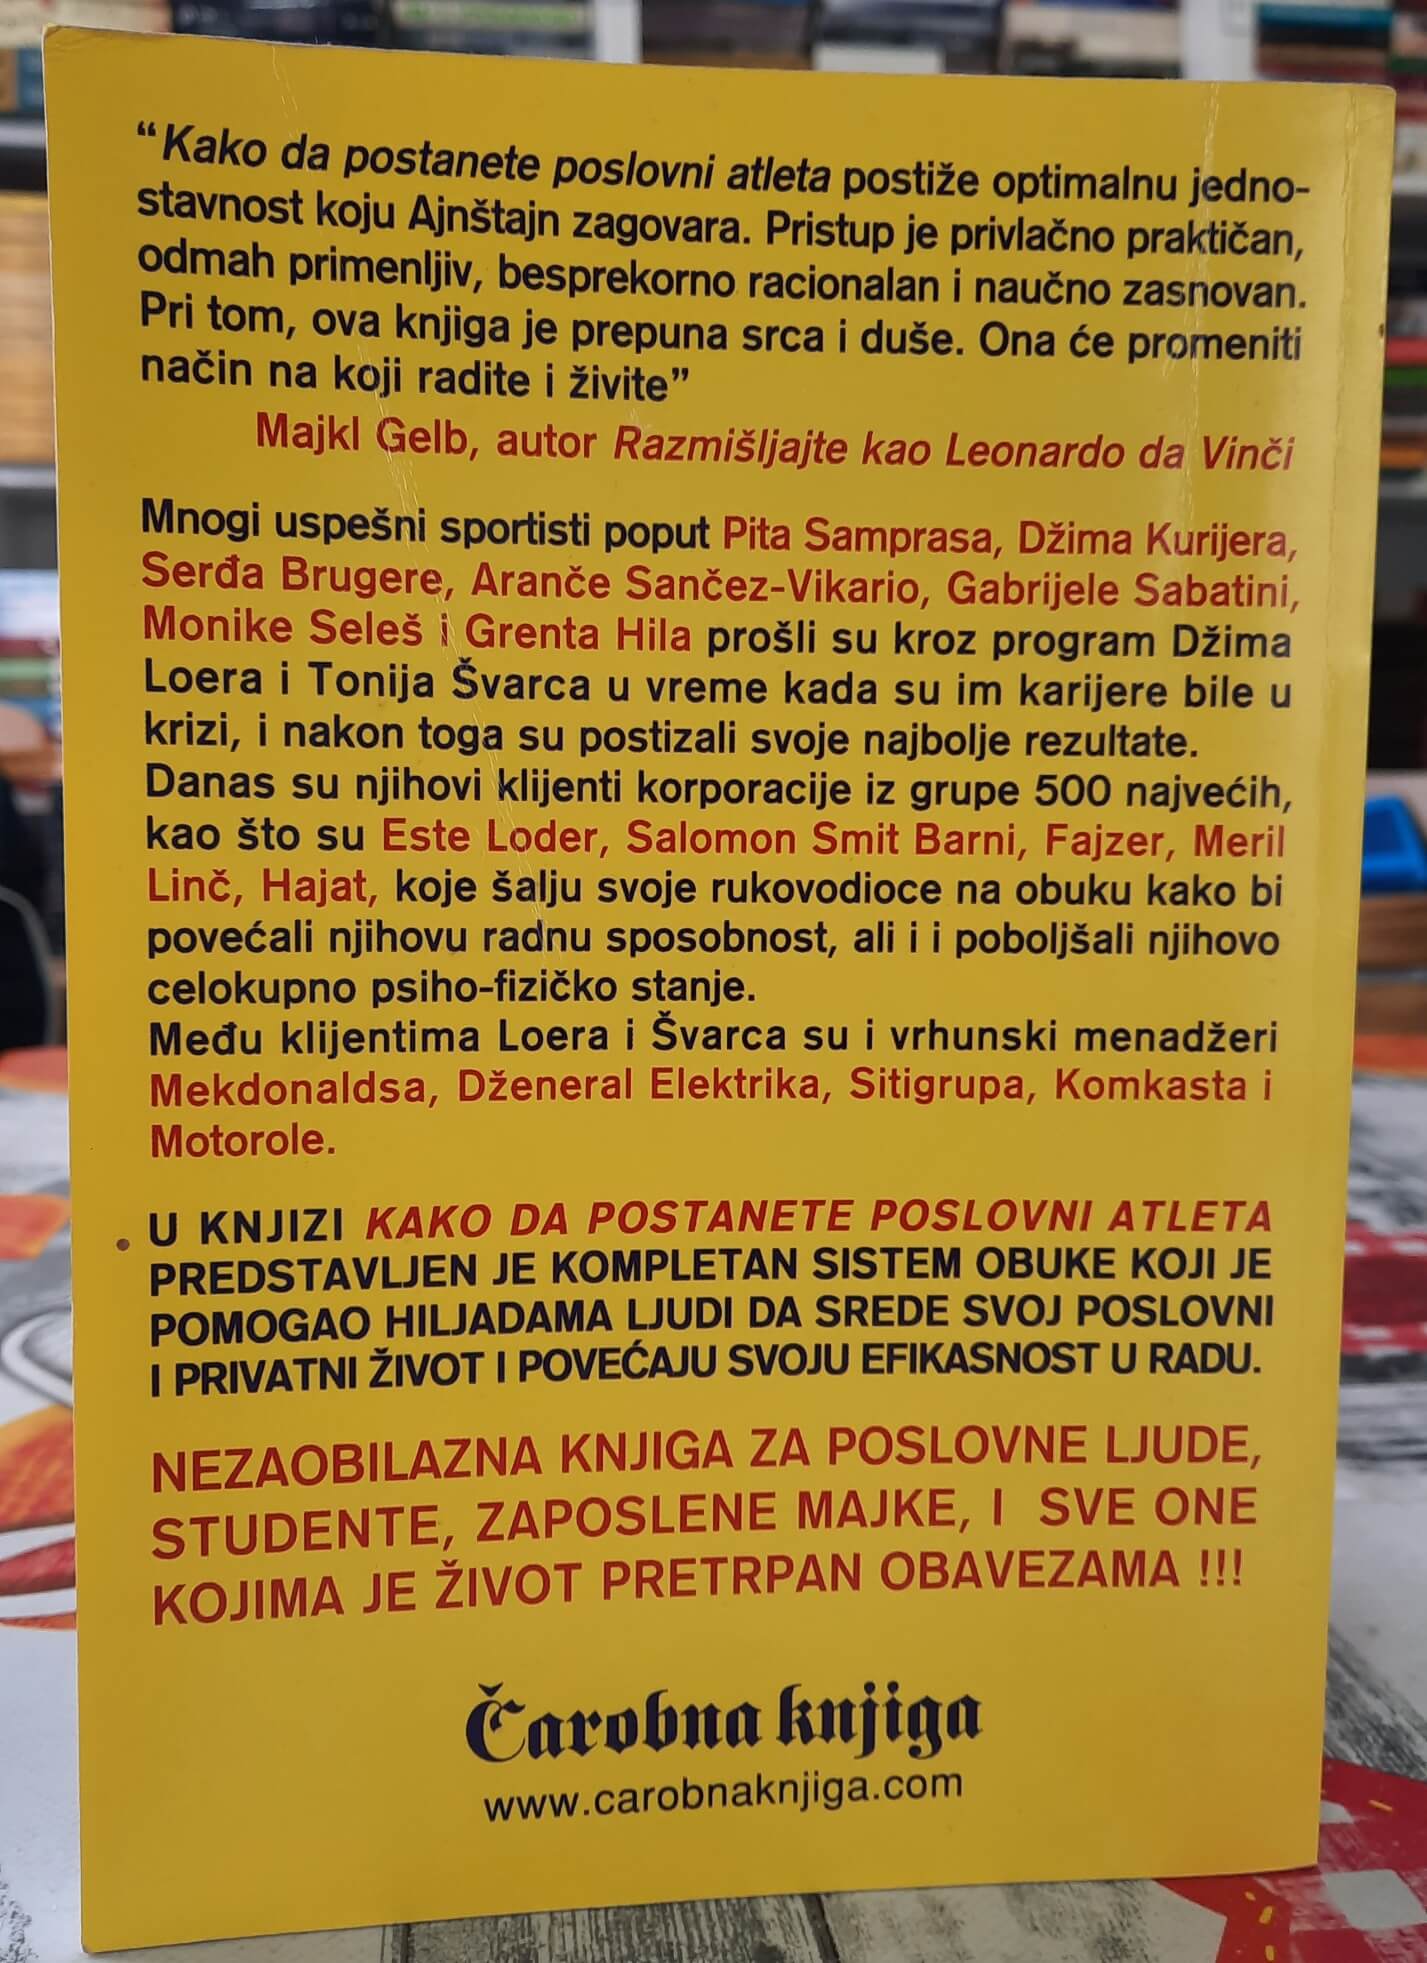 “Kako da postanete poslovni atleta postiže optimalnu jedno-
stavnost koju Ajnštajn zagovara. Pristup je privlačno praktičan,
odmah primenljiv, besprekorno racionalan i naučno zasnovan.
Pri tom, ova knjiga je prepuna srca i duše. Ona će promeniti
način na koji radite i živite”
Majkl Gelb, autor Razmišljajte kao Leonardo da Vinči
Mnogi uspešni sportisti poput Pita Samprasa, Džima Kurijera,
Serđa Brugere, Aranče Sančez-Vikario, Gabrijele Sabatini,
Monike Seleš i Grenta Hila prošli su kroz program Džima
Loera i Tonija Švarca u vreme kada su im karijere bile u
krizi, i nakon toga su postizali svoje najbolje rezultate.
Danas su njihovi klijenti korporacije iz grupe 500 najvećih,
kao što su Este Loder, Salomon Smit Barni, Fajzer, Meril
Linč, Hajat, koje šalju svoje rukovodioce na obuku kako bi
povećali njihovu radnu sposobnost, ali i i poboljšali njihovo
celokupno psiho-fizičko stanje.
Među klijentima Loera i Švarca su i vrhunski menadžeri
Mekdonaldsa, Dženeral Elektrika, Sitigrupa, Komkasta i
Motorole.
U KNJIZI KAKO DA POSTANETE POSLOVNI ATLETA
PREDSTAVLJEN JE KOMPLETAN SISTEM OBUKE KOJI JE
POMOGAO HILJADAMA LJUDI DA SREDE SVOJ POSLOVNI
I PRIVATNI ŽIVOT I POVEĆAJU SVOJU EFIKASNOST U RADU.
NEZAOBILAZNA KNJIGA ZA POSLOVNE LJUDE,
STUDENTE, ZAPOSLENE MAJKE, I SVE ONE
KOJIMA JE ŽIVOT PRETRPAN OBAVEZAMA !!!
Čarobna knjiga
www.carobnaknjiga.com